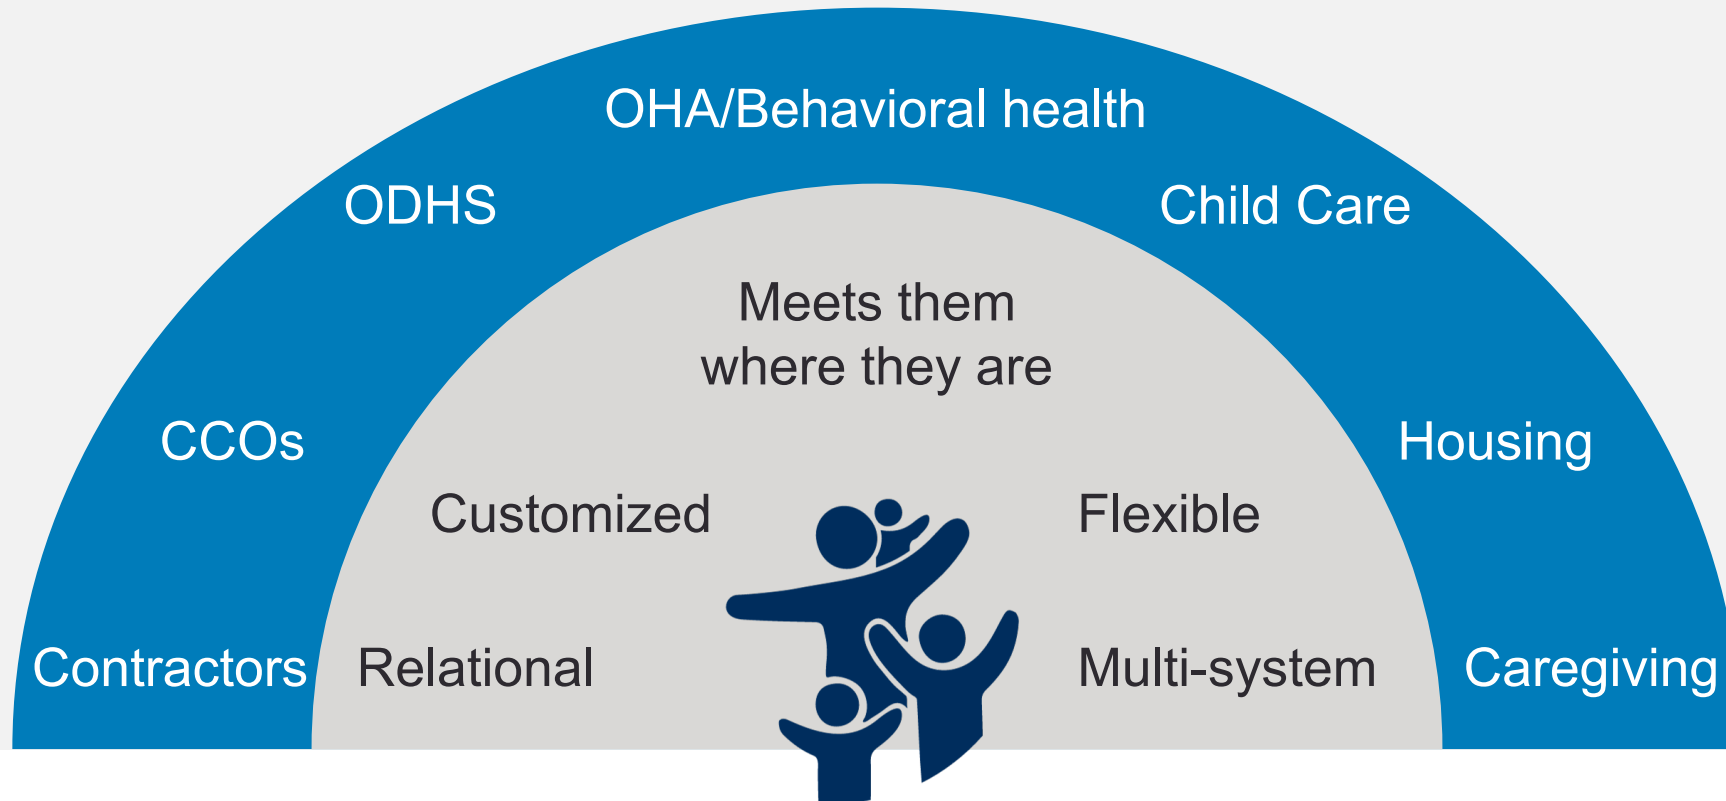 OHA/Behavioral health
ODHS
Child Care
Meets them
where they are
CCOs
Housing
Customized
Flexible
Contractors
Relational
Multi-system
Caregiving